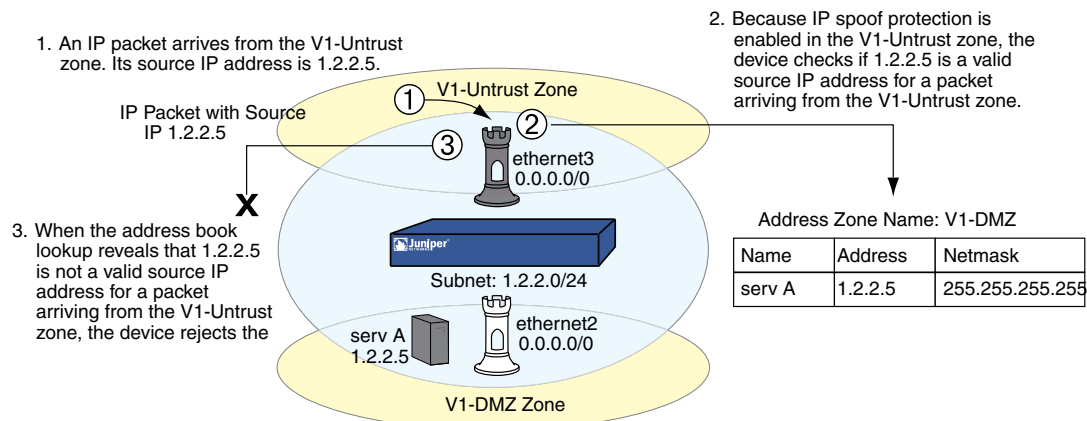 1. An IP packet arrives from the V1-Untrust
zone. Its source IP address is 1.2.2.5.
2. Because IP spoof protection is
enabled in the V1-Untrust zone, the
device checks if 1.2.2.5 is a valid
source IP address for a packet
arriving from the V1-Untrust zone.
V1-Untrust Zone
IP Packet with Source
IP 1.2.2.5
1
2
3
ethernet3
0.0.0.0/0
X
3. When the address book
lookup reveals that 1.2.2.5
is not a valid source IP
address for a packet
arriving from the V1-Untrust
zone, the device rejects the
Address Zone Name: V1-DMZ
Name Address Netmask
serv A 1.2.2.5 255.255.255.255
Juniper
NETWORKS
Subnet: 1.2.2.0/24
serv A
1.2.2.5
ethernet2
0.0.0.0/0
V1-DMZ Zone